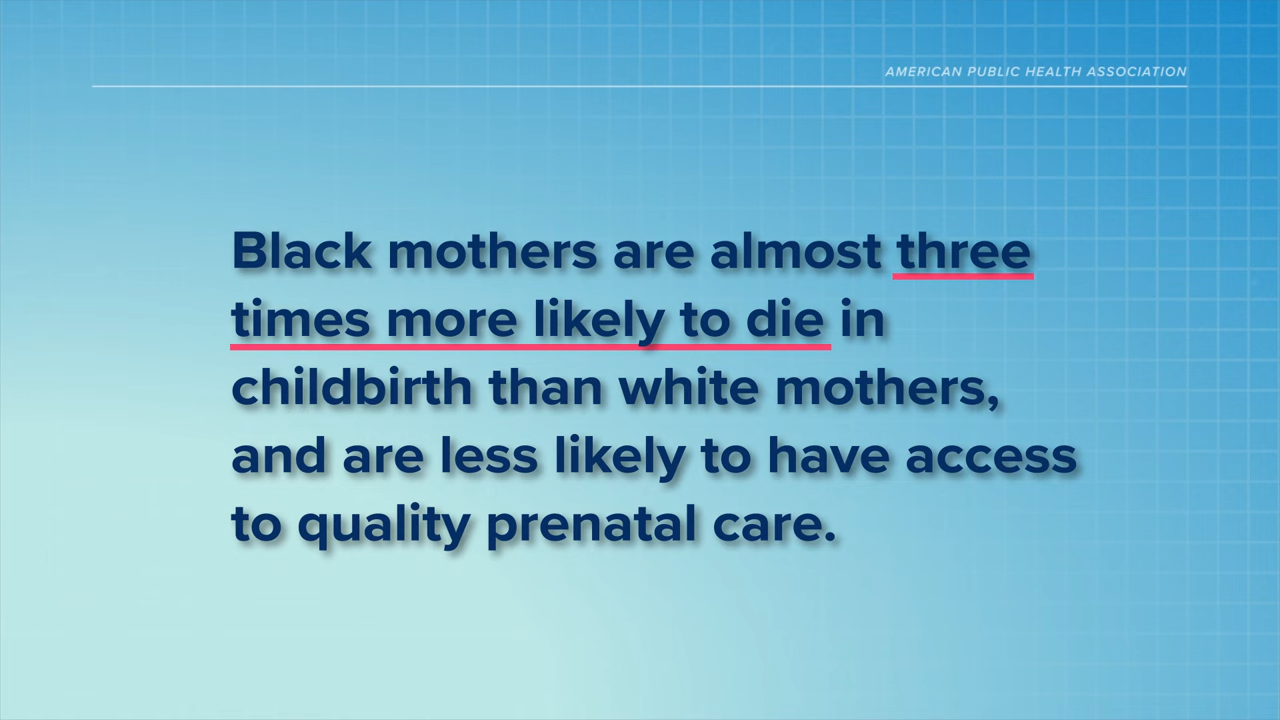 AMERICAN PUBLIC HEALTH ASSOCIATION
Black mothers are almost three
times more likely to die in
childbirth than white mothers,
and are less likely to have access
to quality prenatal care.